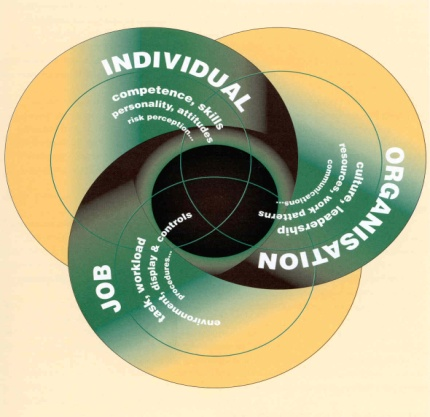 INDIVIDUAL
competence, skills
personality, attitudes
risk perception...
ORGANISATION
culture, leadership
resources, work patterns
communications...
JOB
task, workload
environment, display & controls
procedures...